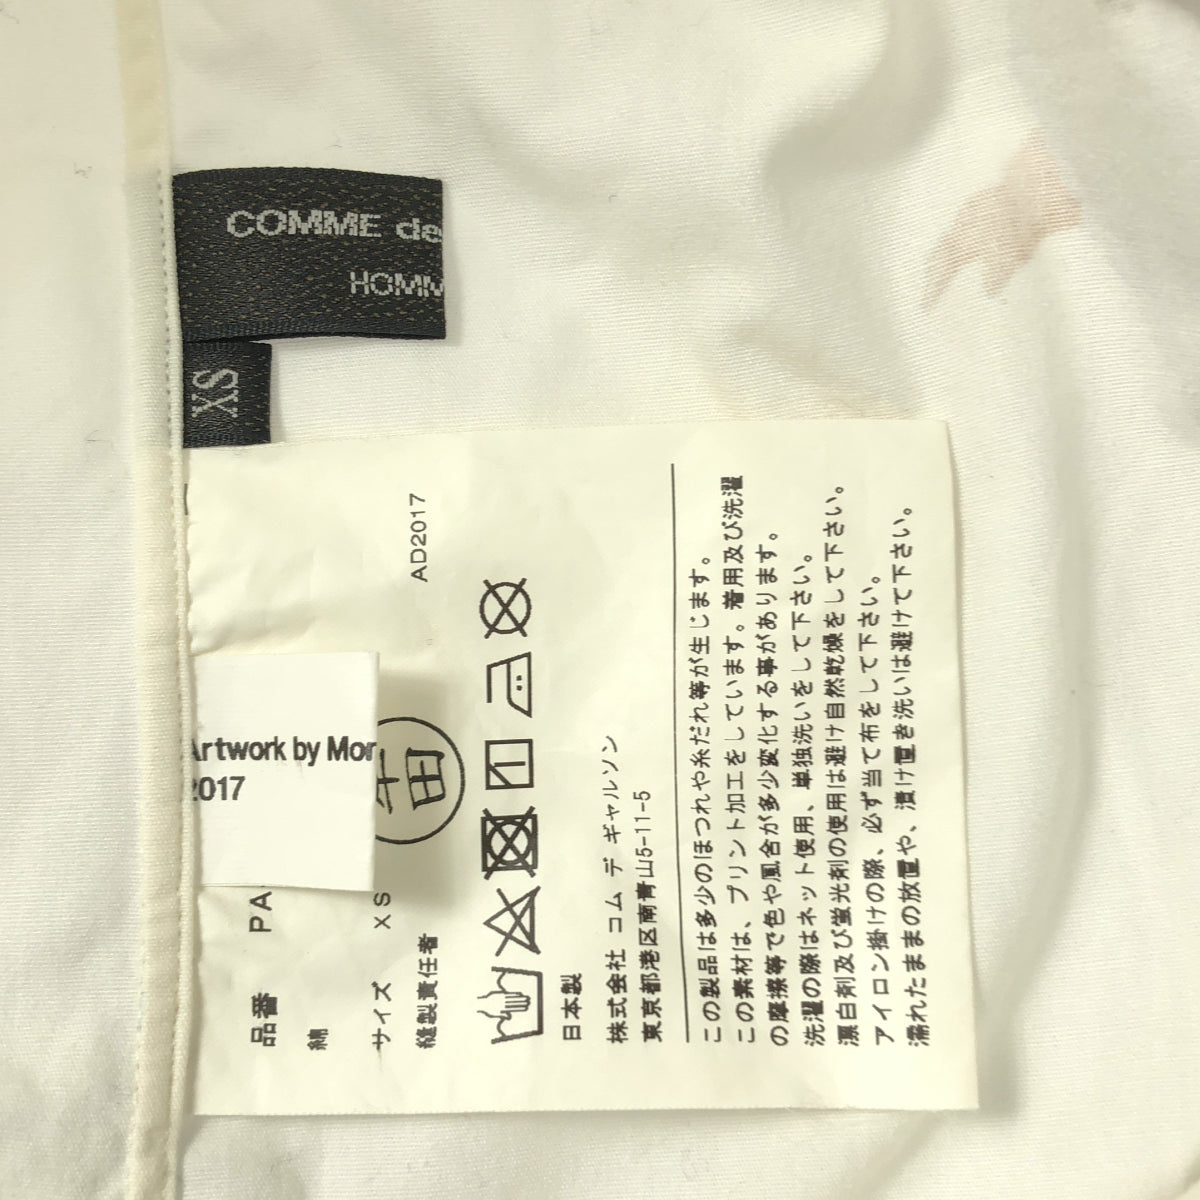 COMME de
HOMM
XS
Artwork by Mor
2017
AD2017
品番 PA
綿
サイズ XS
縫製責任者
田
日本製
株式会社 コム デ ギャルソン
東京都港区南青山5-11-5
この製品は多少のほつれや糸だれ等が生じます。
この素材は、プリント加工をしています。着用及び洗濯
の摩擦等で色や風合が多少変化する事があります。
洗濯の際はネット使用、単独洗いをして下さい。
漂白剤及び蛍光剤の使用は避け自然乾燥をして下さい。
アイロン掛けの際、必ず当て布をして下さい。
濡れたままの放置や、漬け置き洗いは避けて下さい。